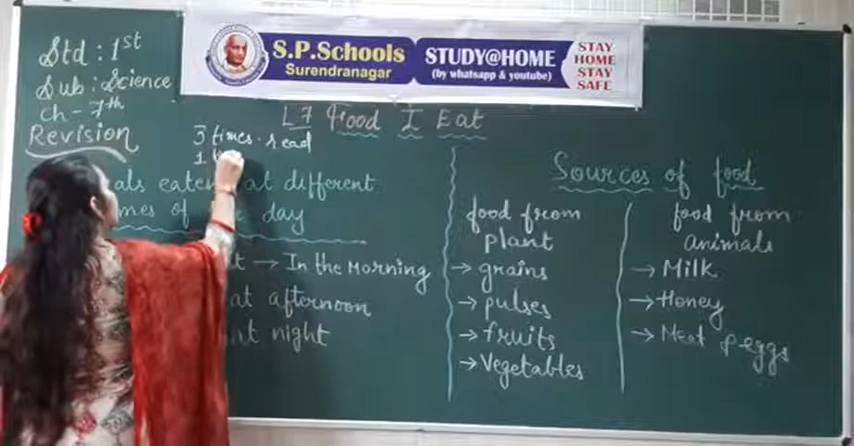 Std : 1st
Sub : Science
Ch - 7th
Revision
S.P.Schools
Surendranagar
STUDY@HOME
(by whatsapp & youtube)
STAY
HOME
STAY
SAFE
L7 Food I Eat
3 times. read
1
eaten at different
of day
→ In the Morning
at afternoon
at night
Sources of food
food from
plant
→ grains
→ pulses
→ fruits
→ Vegetables
food from
animals
→ Milk
→ Honey
→ Meat & eggs